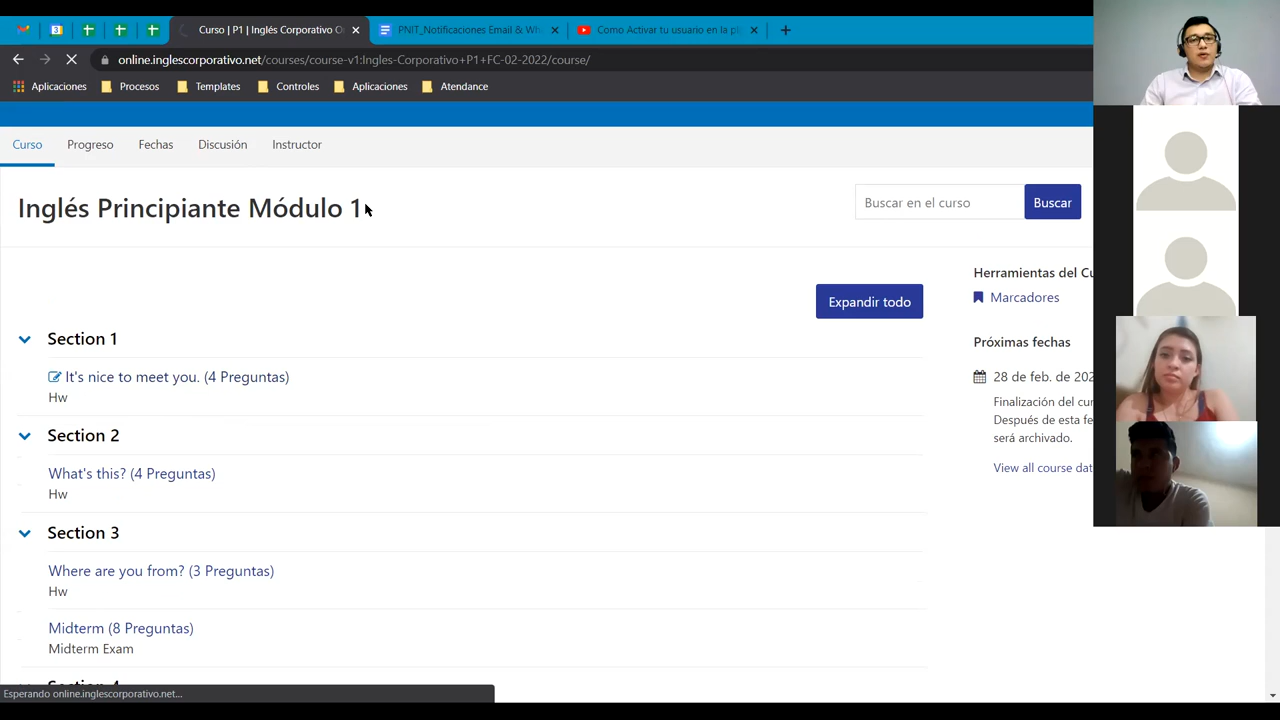 Curso | P1 | Inglés Corporativo O
PNIT_Notificaciones Email & Wh
Como Activar tu usuario en la pl
online.inglescorporativo.net/courses/course-v1:Ingles-Corporativo+P1+FC-02-2022/course/
Aplicaciones
Procesos
Templates
Controles
Aplicaciones
Atendance
Curso
Progreso
Fechas
Discusión
Instructor
Inglés Principiante Módulo 1
Buscar en el curso
Buscar
Herramientas del Cu
Marcadores
Expandir todo
Próximas fechas
28 de feb. de 202
Finalización del cur
Después de esta fe
será archivado.
View all course dat
Section 1
It's nice to meet you. (4 Preguntas)
Hw
Section 2
What's this? (4 Preguntas)
Hw
Section 3
Where are you from? (3 Preguntas)
Hw
Midterm (8 Preguntas)
Midterm Exam
Section 4
Esperando online.inglescorporativo.net...